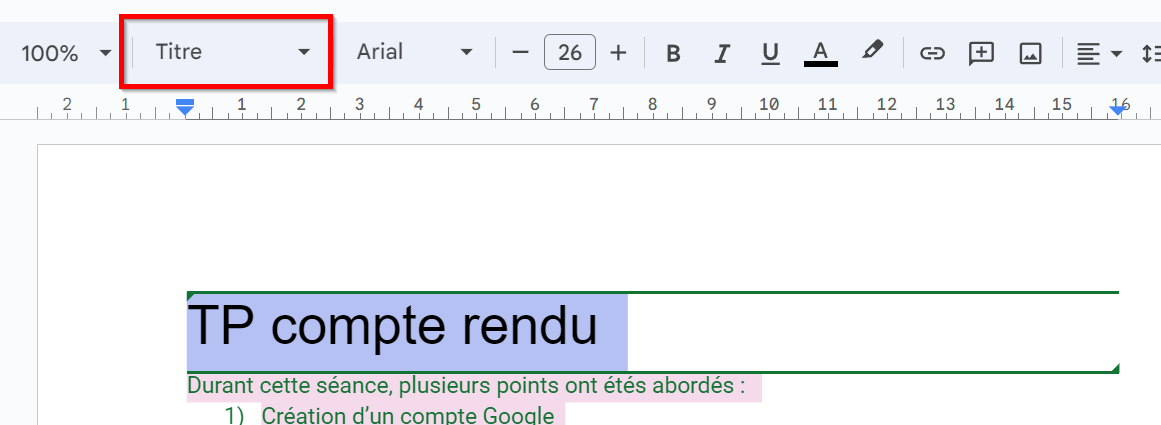 100% Titre Arial − 26 + B I U A
2 1 1 2 3 4 5 6 7 8 9 10 11 12 13 14 15 16
TP compte rendu
Durant cette séance, plusieurs points ont étés abordés :
1) Création d’un compte Google